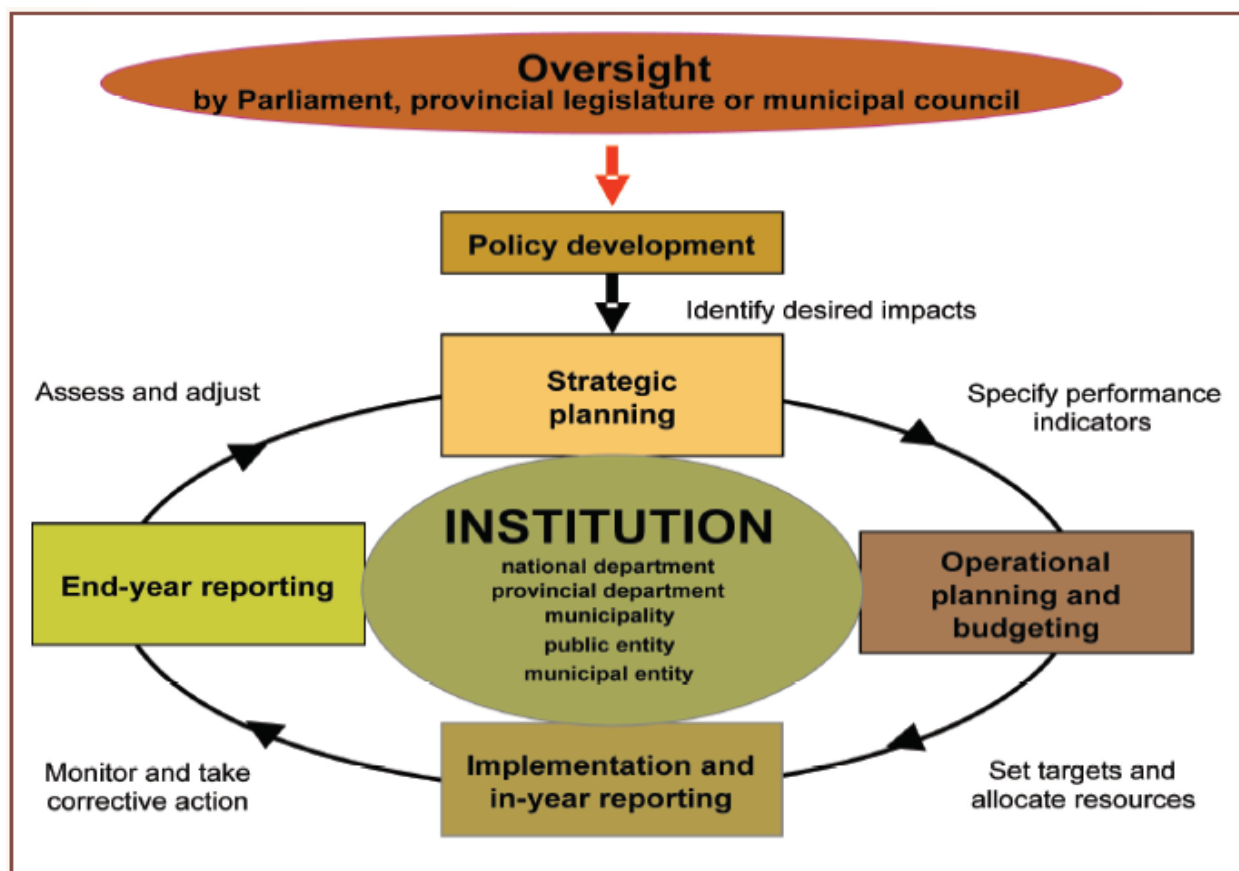 Oversight
by Parliament, provincial legislature or municipal council
Policy development
Identify desired impacts
Strategic
planning
Assess and adjust
Specify performance
indicators
INSTITUTION
national department
provincial department
municipality
public entity
municipal entity
End-year reporting
Operational
planning and
budgeting
Implementation and
in-year reporting
Monitor and take
corrective action
Set targets and
allocate resources